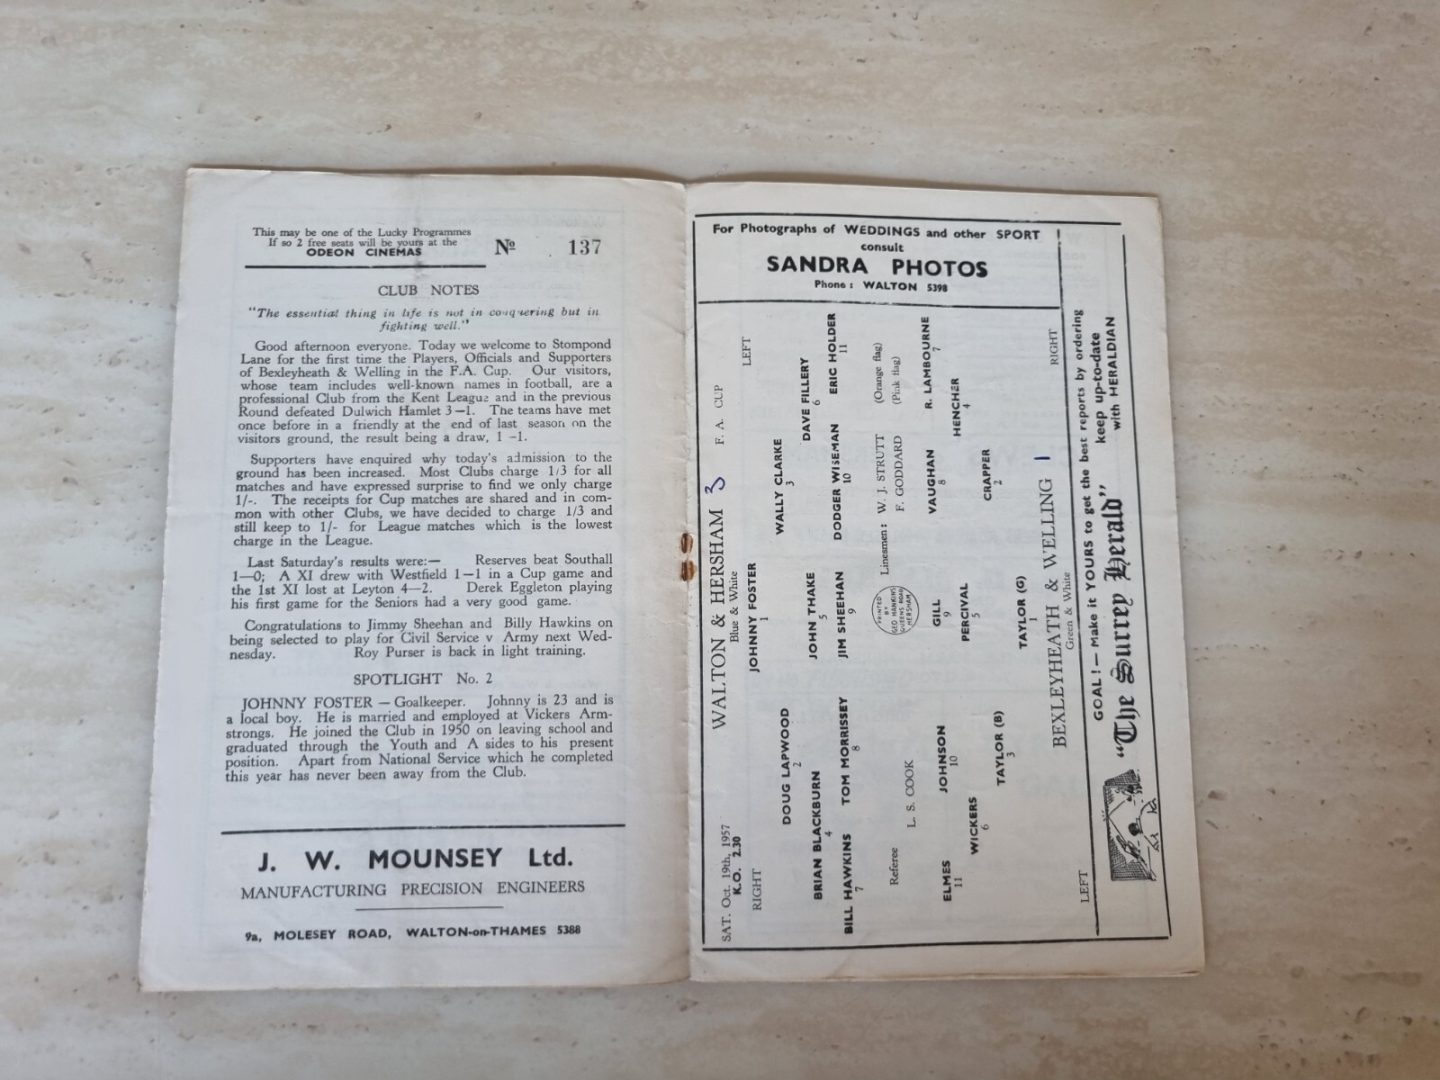 This may be one of the Lucky Programmes
If so 2 free seats will be yours at the
ODEON CINEMAS
No 137
CLUB NOTES
"The essential thing in life is not in conquering but in
fighting well."
Good afternoon everyone. Today we welcome to Stompond
Lane for the first time the Players, Officials and Supporters
of Bexleyheath & Welling in the F.A. Cup. Our visitors,
whose team includes well-known names in football, are a
professional Club from the Kent League and in the previous
Round defeated Dulwich Hamlet 3—1. The teams have met
once before in a friendly at the end of last season on the
visitors ground, the result being a draw, 1 -1.
Supporters have enquired why today's admission to the
ground has been increased. Most Clubs charge 1/3 for all
matches and have expressed surprise to find we only charge
1/-. The receipts for Cup matches are shared and in com-
mon with other Clubs, we have decided to charge 1/3 and
still keep to 1/- for League matches which is the lowest
charge in the League.
Last Saturday's results were:— Reserves beat Southall
1—0; A XI drew with Westfield 1—1 in a Cup game and
the 1st XI lost at Leyton 4—2. Derek Eggleton playing
his first game for the Seniors had a very good game.
Congratulations to Jimmy Sheehan and Billy Hawkins on
being selected to play for Civil Service v Army next Wed-
nesday. Roy Purser is back in light training.
SPOTLIGHT No. 2
JOHNNY FOSTER — Goalkeeper. Johnny is 23 and is
a local boy. He is married and employed at Vickers Arm-
strongs. He joined the Club in 1950 on leaving school and
graduated through the Youth and A sides to his present
position. Apart from National Service which he completed
this year has never been away from the Club.
J. W. MOUNSEY Ltd.
MANUFACTURING PRECISION ENGINEERS
9a, MOLESEY ROAD, WALTON-on-THAMES 5388
For Photographs of WEDDINGS and other SPORT
consult
SANDRA PHOTOS
Phone: WALTON 5398
SAT. Oct. 19th, 1957 WALTON & HERSHAM 3 F. A. CUP
K.O. 2.30 Blue & White
RIGHT LEFT
JOHNNY FOSTER
1
DOUG LAPWOOD WALLY CLARKE
2 3
BRIAN BLACKBURN JOHN THAKE DAVE FILLERY
4 5 6
BILL HAWKINS TOM MORRISSEY JIM SHEEHAN DODGER WISEMAN ERIC HOLDER
7 8 9 10 11
Referee L. S. COOK
Linesmen: W. J. STRUTT (Orange flag)
F. GODDARD (Pink flag)
PRINTED
BY
GEO HANKINS
QUEENS ROAD
HERSHAM
ELMES JOHNSON GILL VAUGHAN R. LAMBOURNE
11 10 9 8 7
WICKERS PERCIVAL HENCHER
6 5 4
TAYLOR (B) CRAPPER
3 2
TAYLOR (G)
1
LEFT RIGHT
BEXLEYHEATH & WELLING 1
Green & White
GOAL!— Make it YOURS to get the best reports by ordering
"The Surrey Herald" keep up-to-date
with HERALDIAN